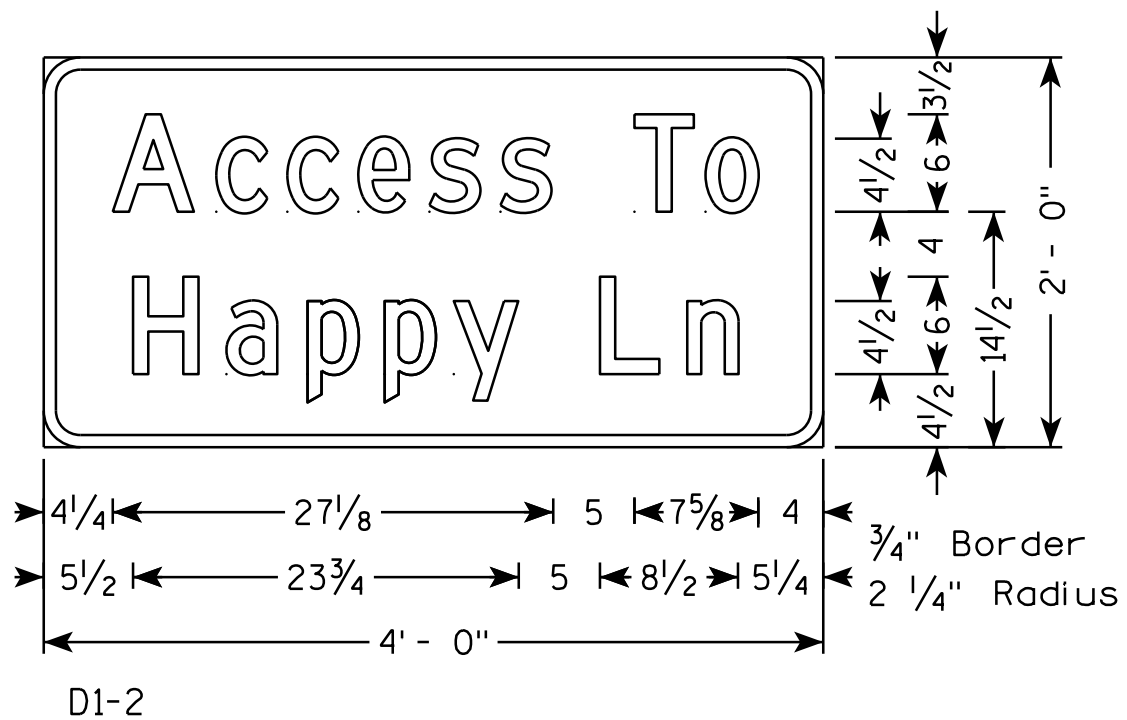 Access To
Happy Ln
3½
6
4½
4
6
4½
4½
14½
2' - 0"
4¼ 27⅛ 5 7⅝ 4
5½ 23¾ 5 8½ 5¼
4' - 0"
¾" Border
2 ¼" Radius
D1-2